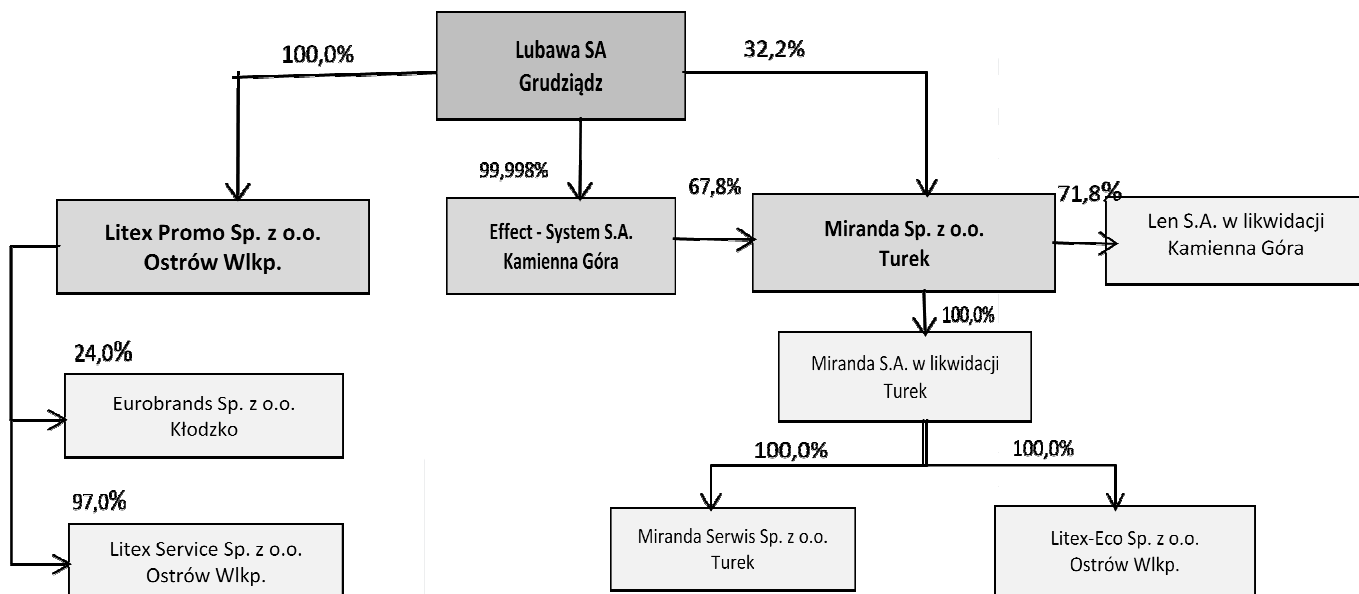 100,0%
Lubawa SA
Grudziądz
32,2%
99,998%
67,8%
71,8%
Litex Promo Sp. z o.o.
Ostrów Wlkp.
Effect - System S.A.
Kamienna Góra
Miranda Sp. z o.o.
Turek
Len S.A. w likwidacji
Kamienna Góra
100,0%
24,0%
Miranda S.A. w likwidacji
Turek
Eurobrands Sp. z o.o.
Kłodzko
100,0%
100,0%
97,0%
Litex Service Sp. z o.o.
Ostrów Wlkp.
Miranda Serwis Sp. z o.o.
Turek
Litex-Eco Sp. z o.o.
Ostrów Wlkp.